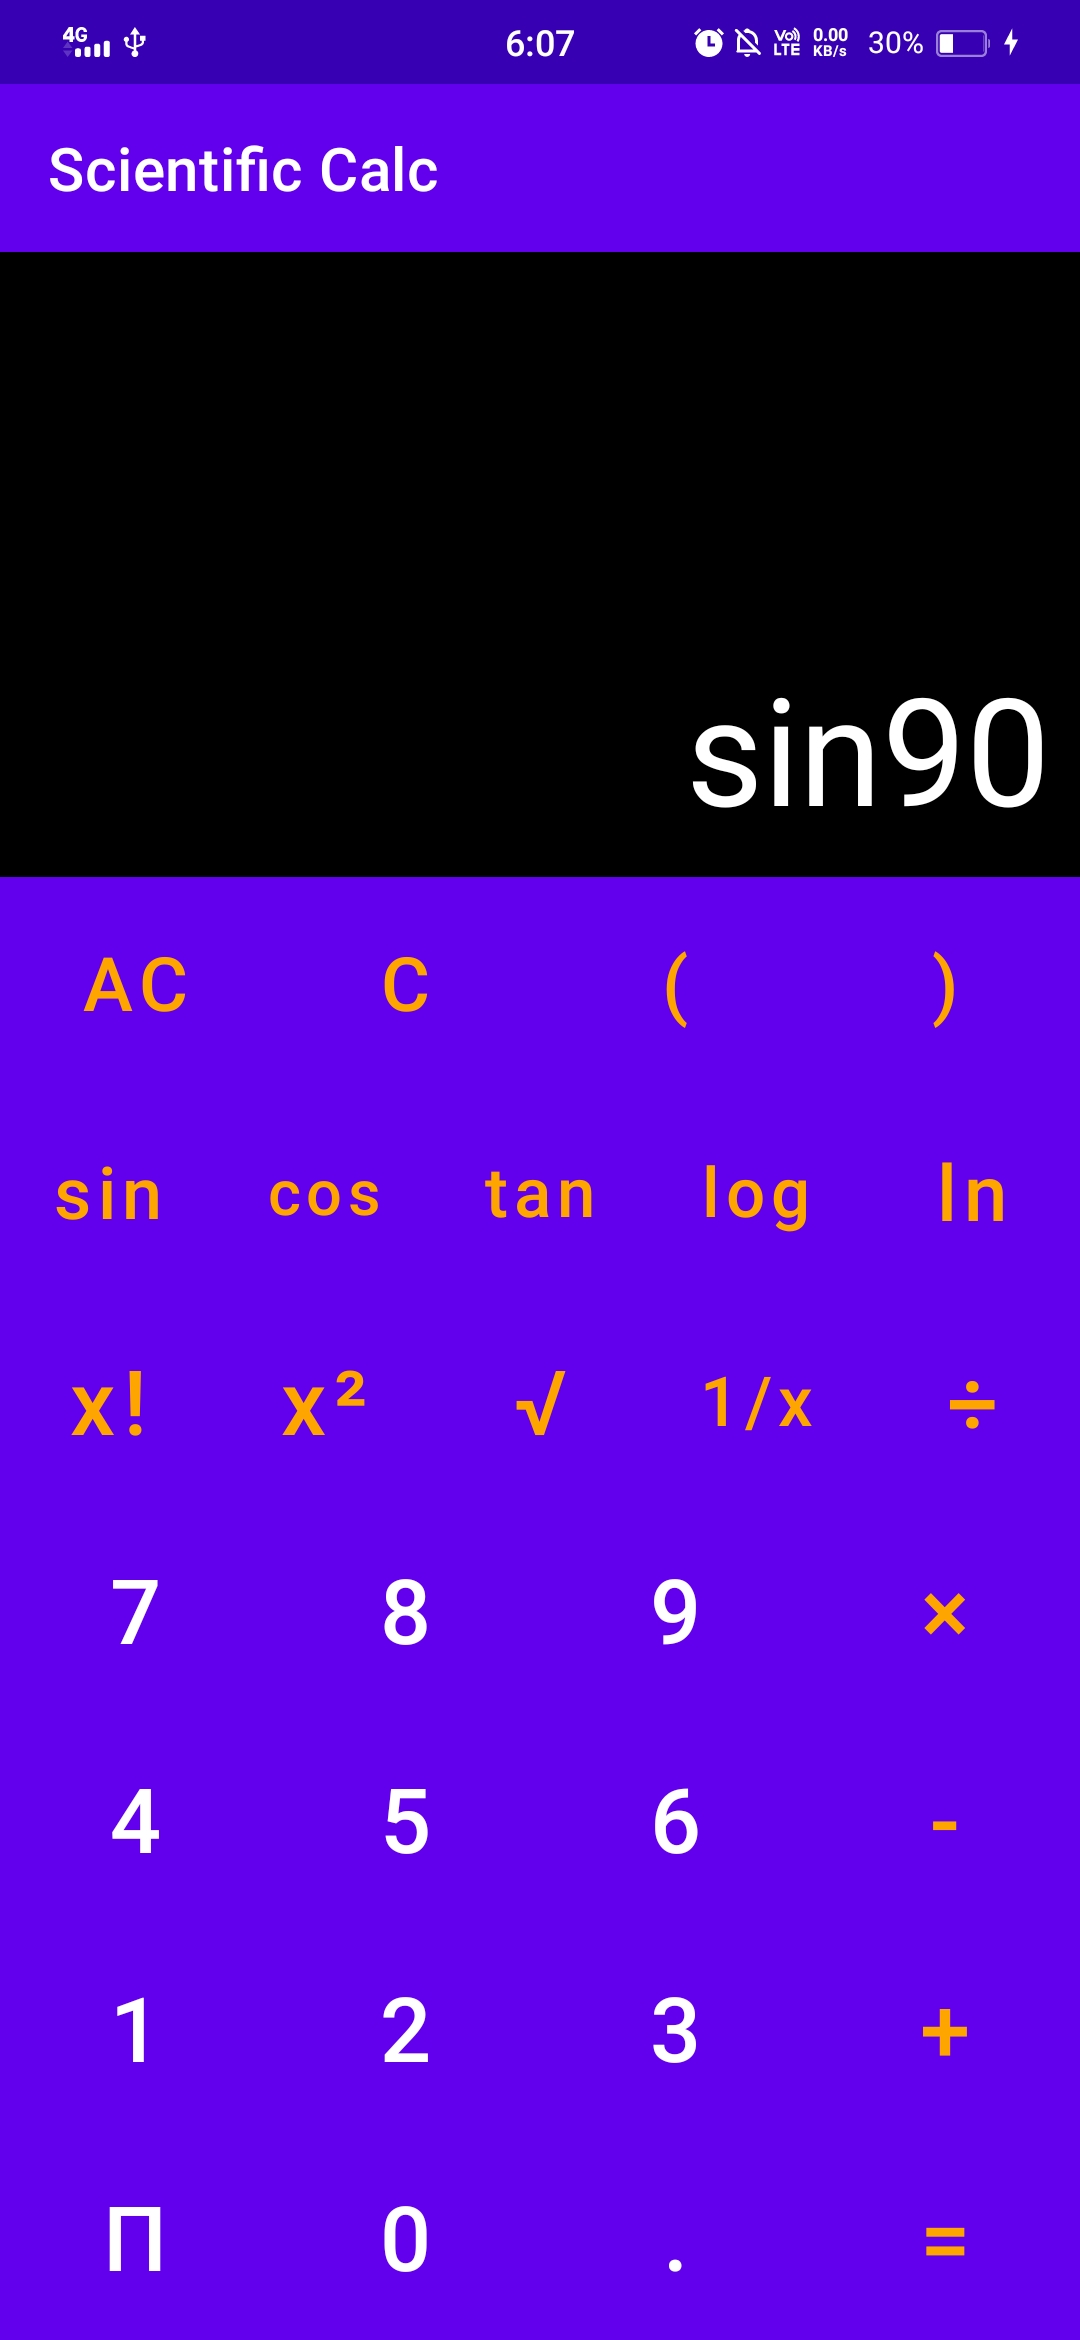 4G 6:07 Vo) LTE 0.00 KB/s 30%
Scientific Calc
sin90
AC C ( )
sin cos tan log ln
x! x² √ 1/x ÷
7 8 9 ×
4 5 6 -
1 2 3 +
П 0 . =